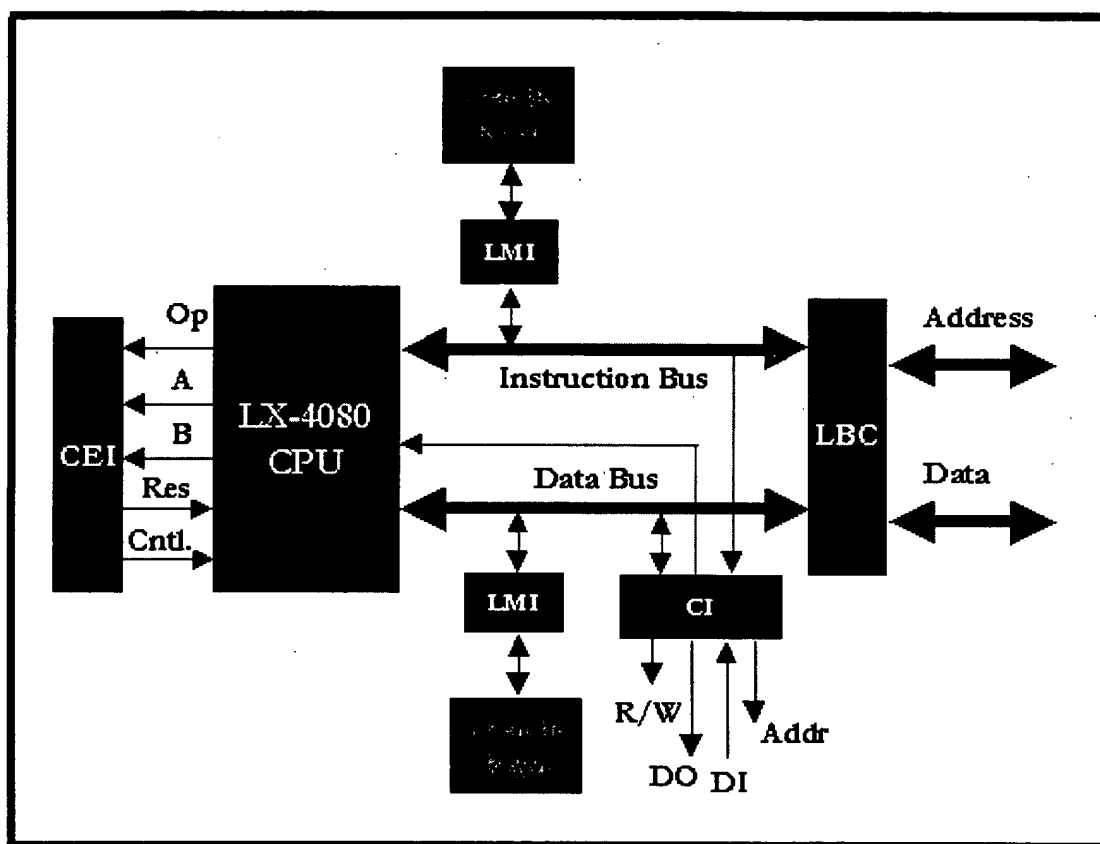 LMI
Op
A
B
Res
Cntl.
CEI
LX-4080
CPU
Instruction Bus
Data Bus
LBC
Address
Data
LMI
CI
R/W
DO
DI
Addr